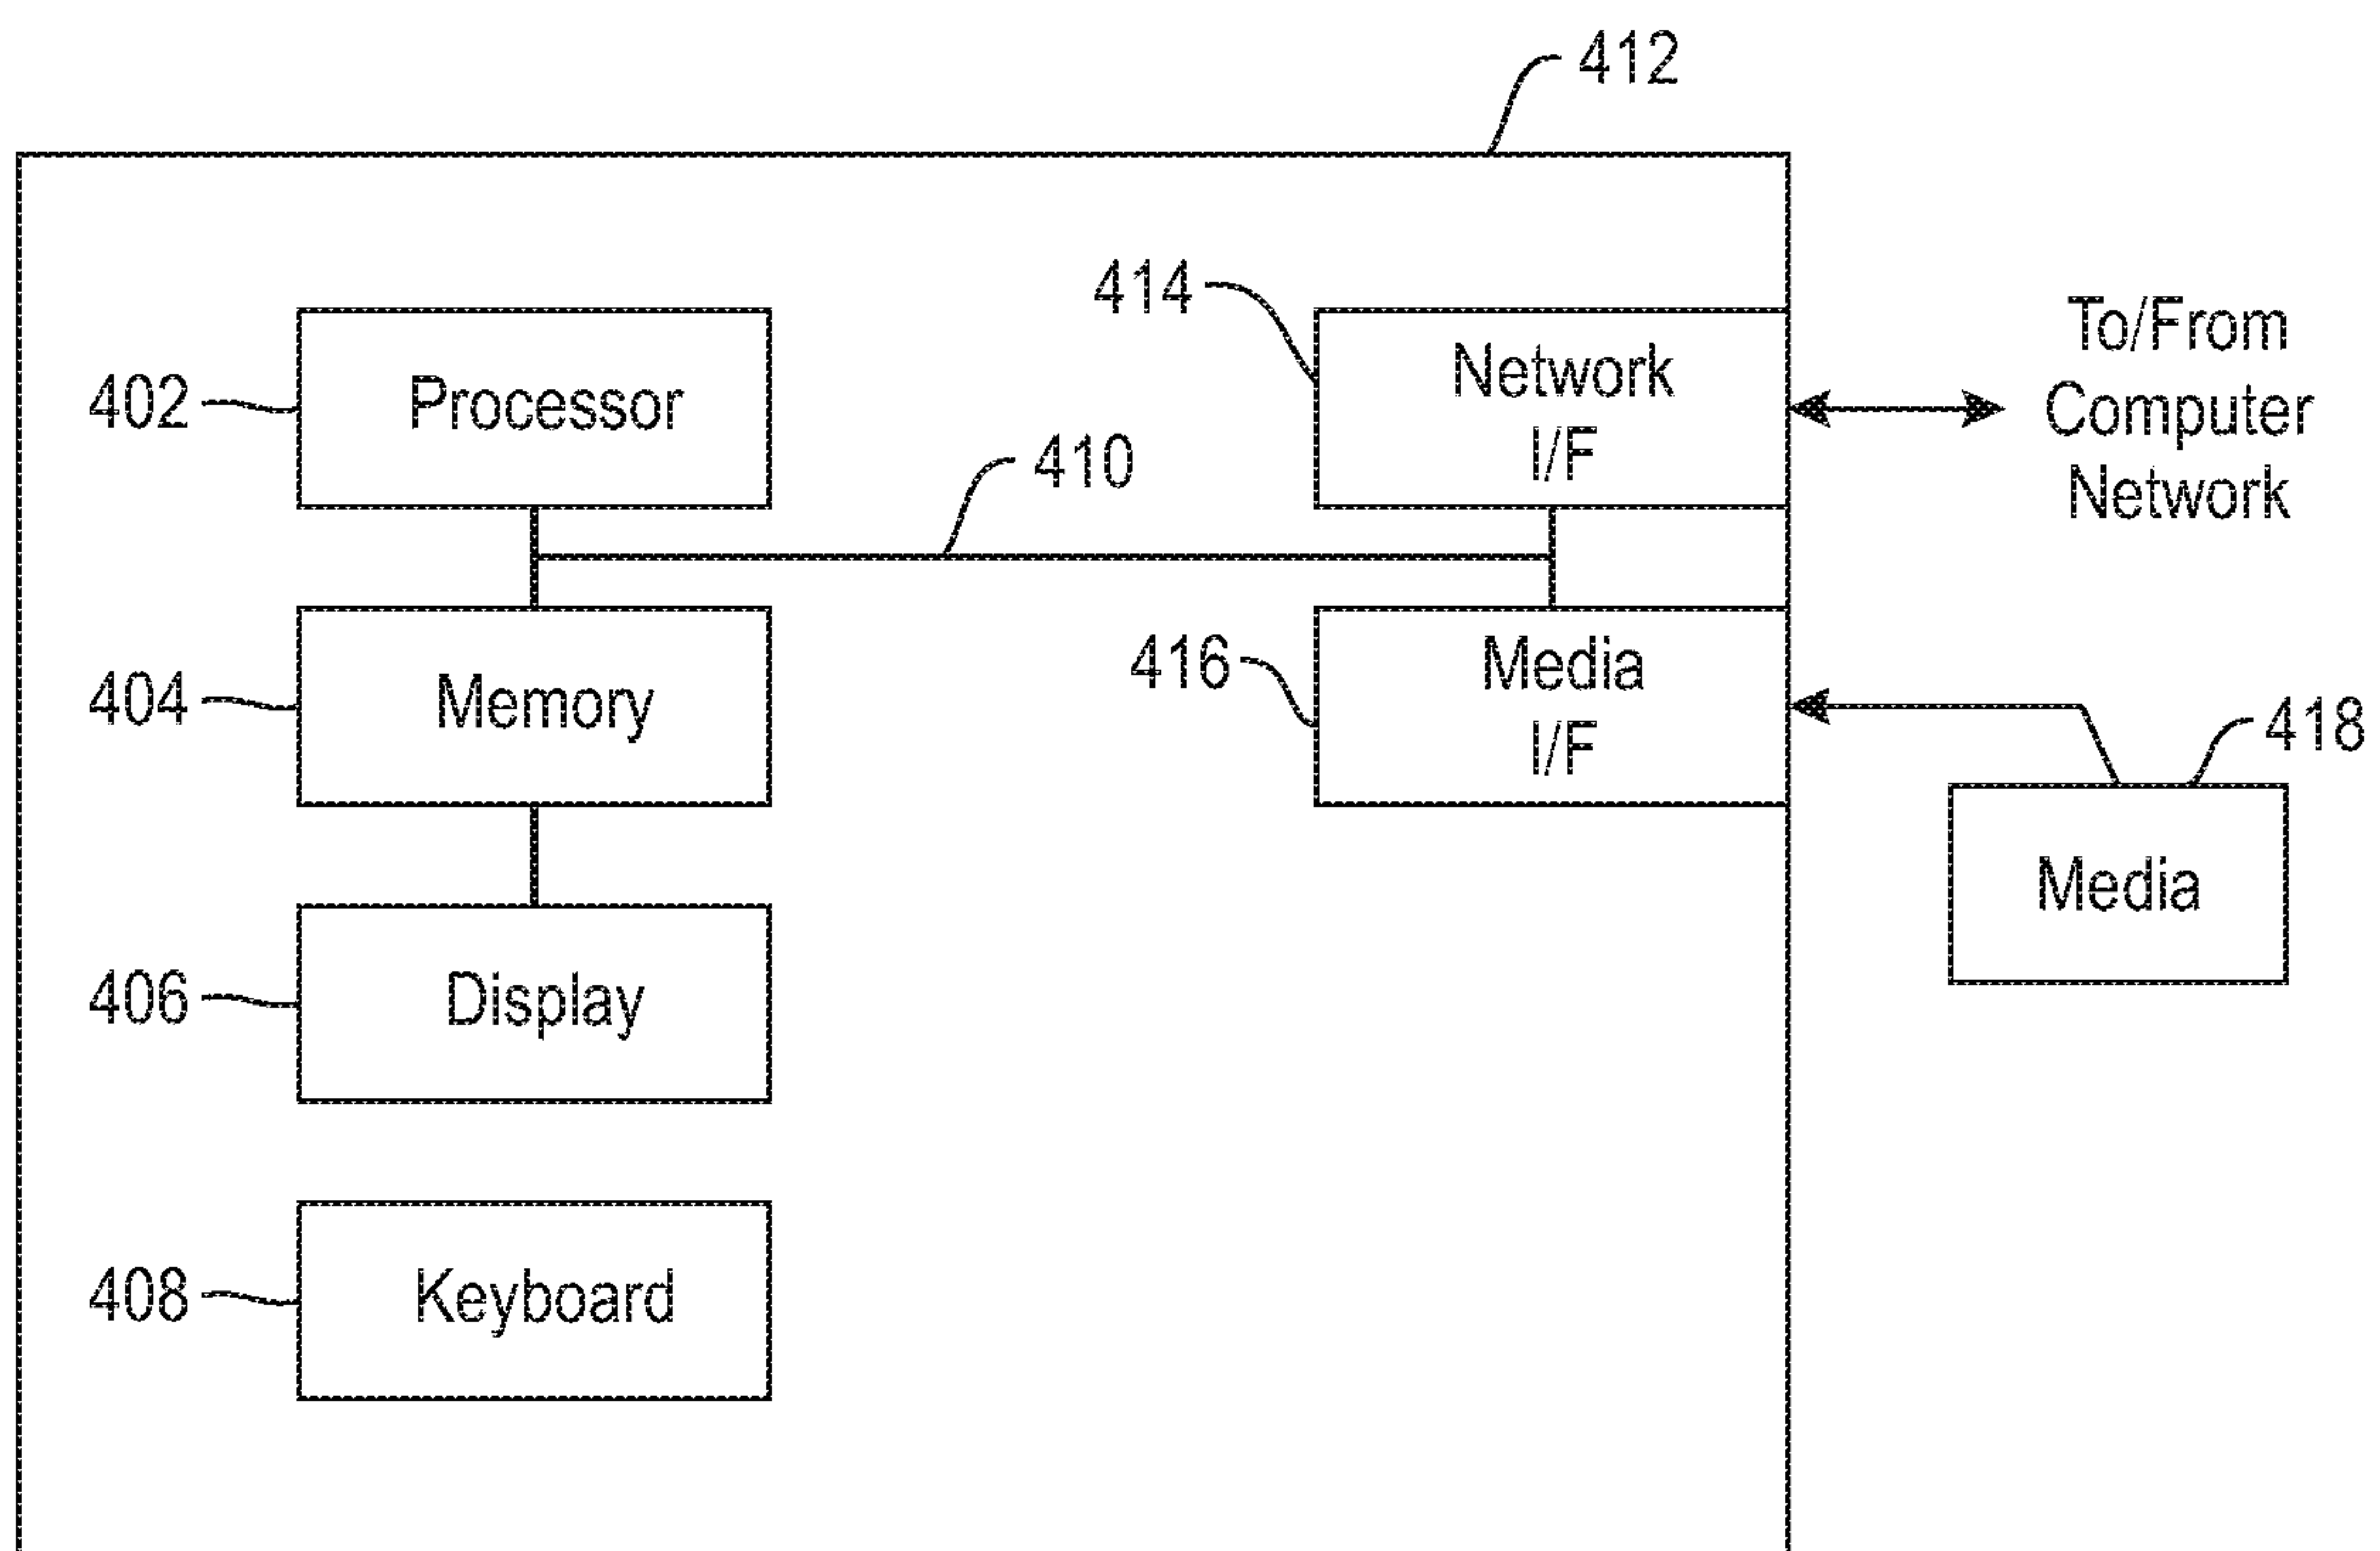 412
414
Network
I/F
To/From
Computer
Network
402
Processor
410
404
Memory
416
Media
I/F
418
Media
406
Display
408
Keyboard